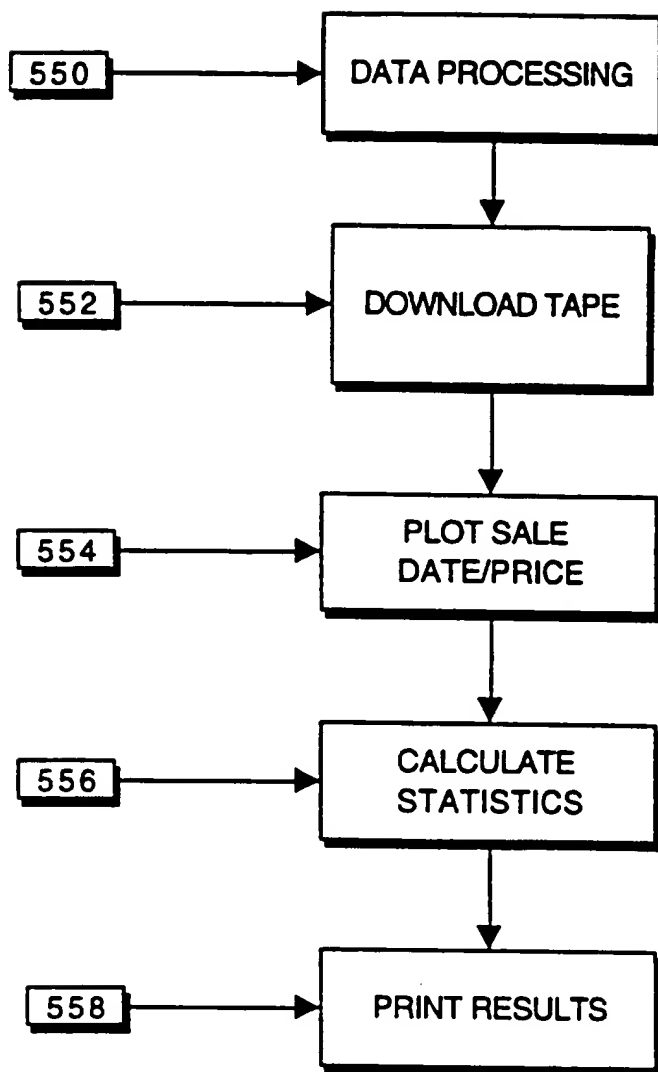 550
DATA PROCESSING
552
DOWNLOAD TAPE
554
PLOT SALE
DATE/PRICE
556
CALCULATE
STATISTICS
558
PRINT RESULTS